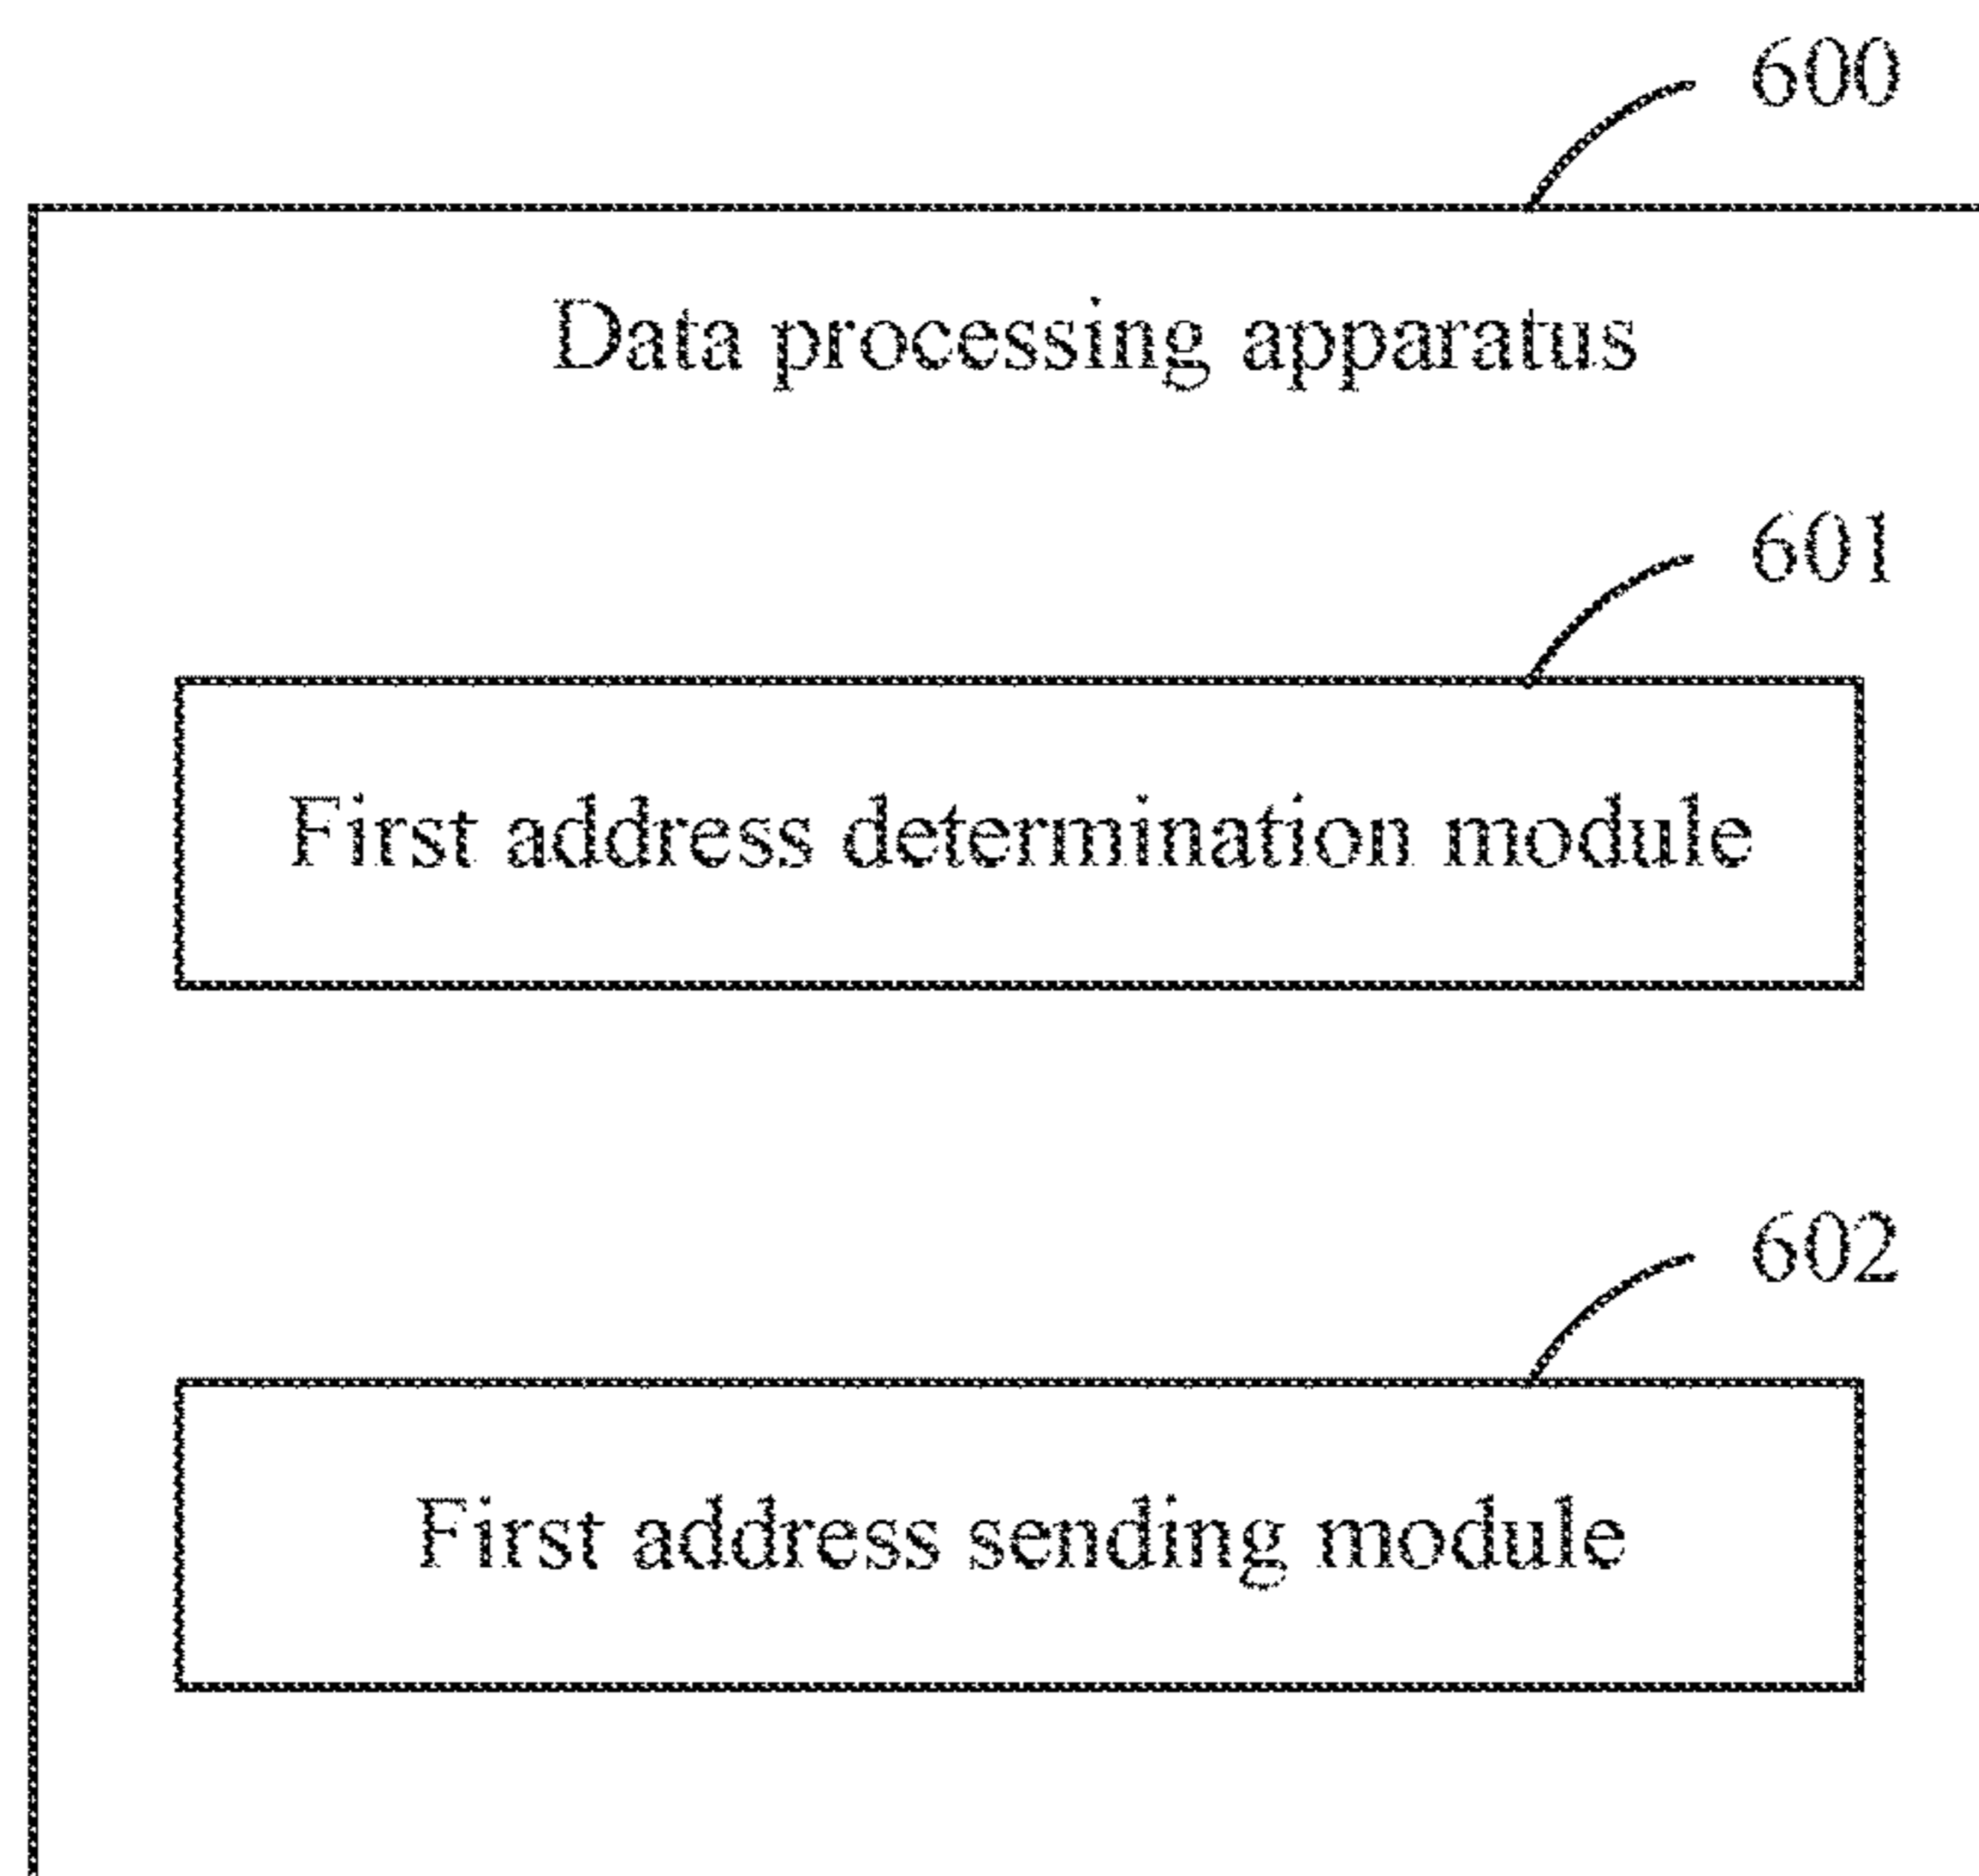 600
Data processing apparatus
601
First address determination module
602
First address sending module